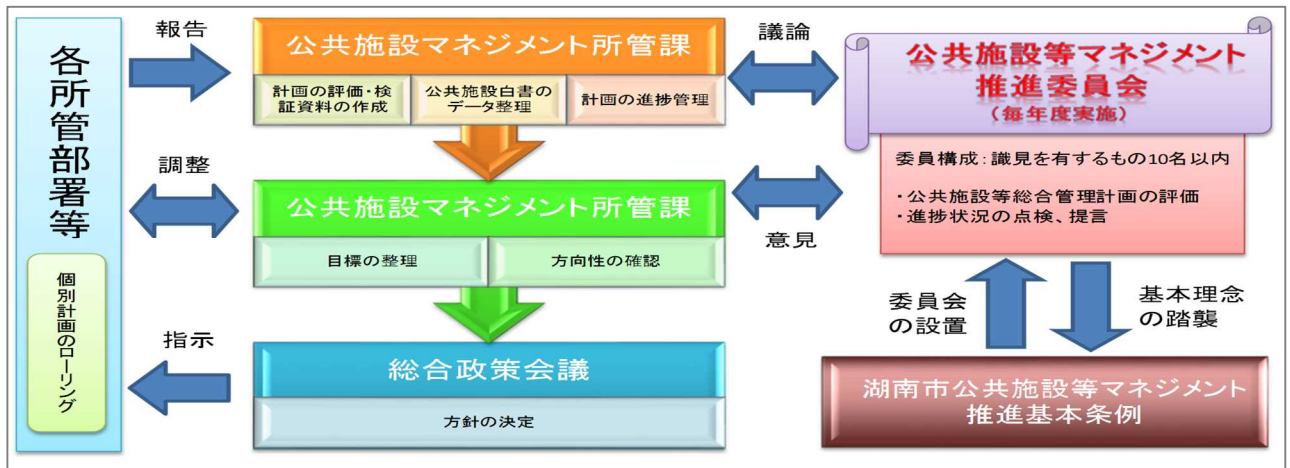 各所管部署等
個別計画のローリング
報告
調整
指示
公共施設マネジメント所管課
計画の評価・検
証資料の作成
公共施設白書の
データ整理
計画の進捗管理
公共施設マネジメント所管課
目標の整理
方向性の確認
総合政策会議
方針の決定
議論
意見
公共施設等マネジメント
推進委員会
(毎年度実施)
委員構成:識見を有するもの10名以内
・公共施設等総合管理計画の評価
・進捗状況の点検、提言
委員会
の設置
基本理念
の踏襲
湖南市公共施設等マネジメント
推進基本条例